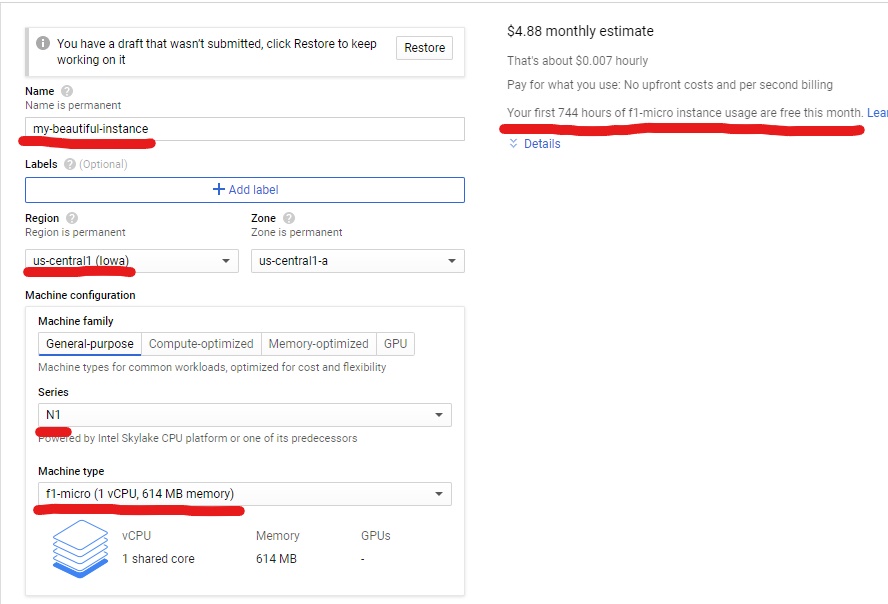 You have a draft that wasn't submitted, click Restore to keep
working on it
Restore
Name
Name is permanent
my-beautiful-instance
Labels (Optional)
Add label
Region
Region is permanent
us-central1 (Iowa)
Zone
Zone is permanent
us-central1-a
Machine configuration
Machine family
General-purpose Compute-optimized Memory-optimized GPU
Machine types for common workloads, optimized for cost and flexibility
Series
N1
Powered by Intel Skylake CPU platform or one of its predecessors
Machine type
f1-micro (1 vCPU, 614 MB memory)
vCPU Memory GPUs
1 shared core 614 MB -
$4.88 monthly estimate
That's about $0.007 hourly
Pay for what you use: No upfront costs and per second billing
Your first 744 hours of f1-micro instance usage are free this month. Lear
Details